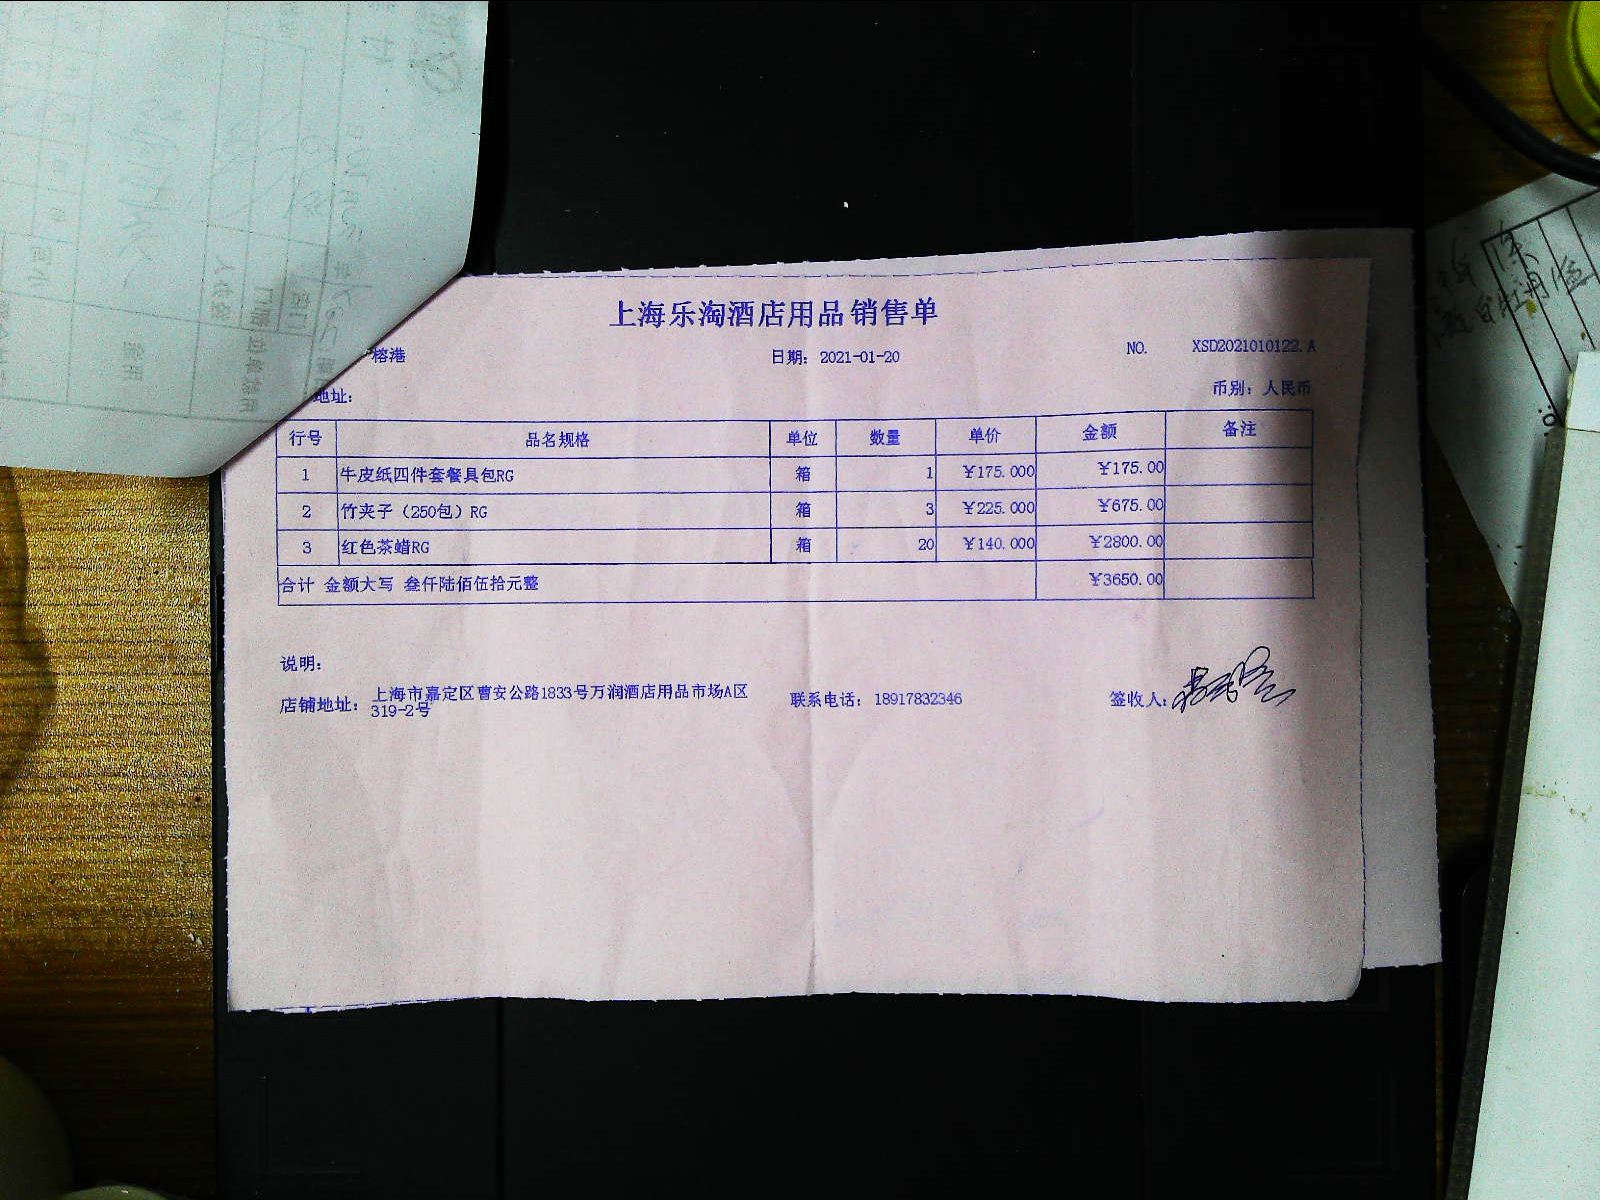 上海乐淘酒店用品销售单
榕港 日期: 2021-01-20 NO. XSD2021010122.A
地址: 币别: 人民币
行号 品名规格 单位 数量 单价 金额 备注
1 牛皮纸四件套餐具包RG 箱 1 ¥175.000 ¥175.00
2 竹夹子（250包）RG 箱 3 ¥225.000 ¥675.00
3 红色茶蜡RG 箱 20 ¥140.000 ¥2800.00
合计 金额大写 叁仟陆佰伍拾元整 ¥3650.00
说明:
店铺地址: 上海市嘉定区曹安公路1833号万润酒店用品市场A区
319-2号
联系电话: 18917832346 签收人: